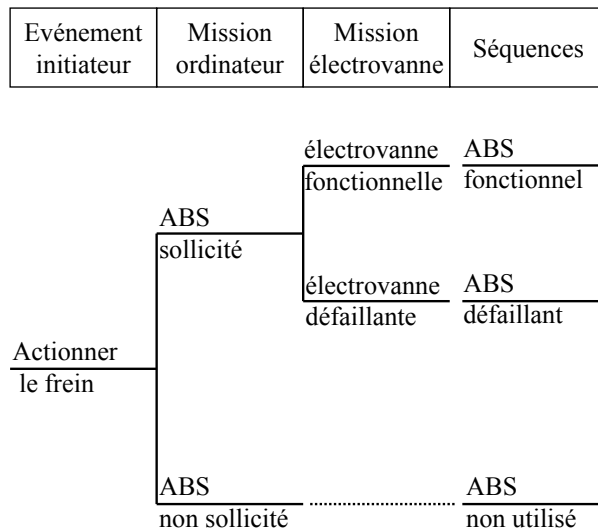 Evénement
initiateur
Mission
ordinateur
Mission
électrovanne
Séquences
électrovanne
fonctionnelle
ABS
fonctionnel
ABS
sollicité
électrovanne
défaillante
ABS
défaillant
Actionner
le frein
ABS
non sollicité
ABS
non utilisé